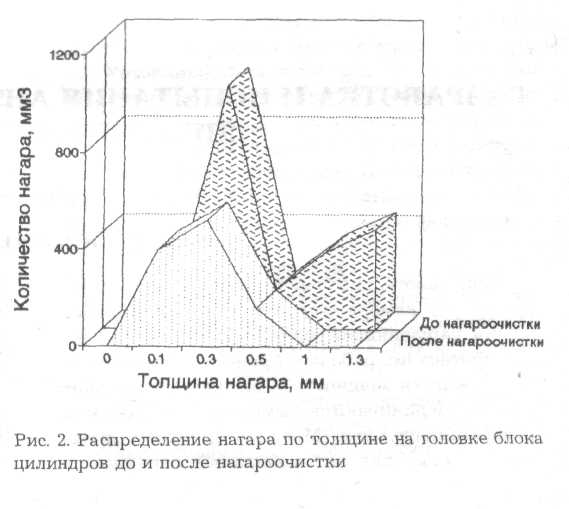 1200
800
400
0
Количество нагара, мм3
0 0.1 0.3 0.5 1 1.3
Толщина нагара, мм
До нагароочистки
После нагароочистки
Рис. 2. Распределение нагара по толщине на головке блока
цилиндров до и после нагароочистки